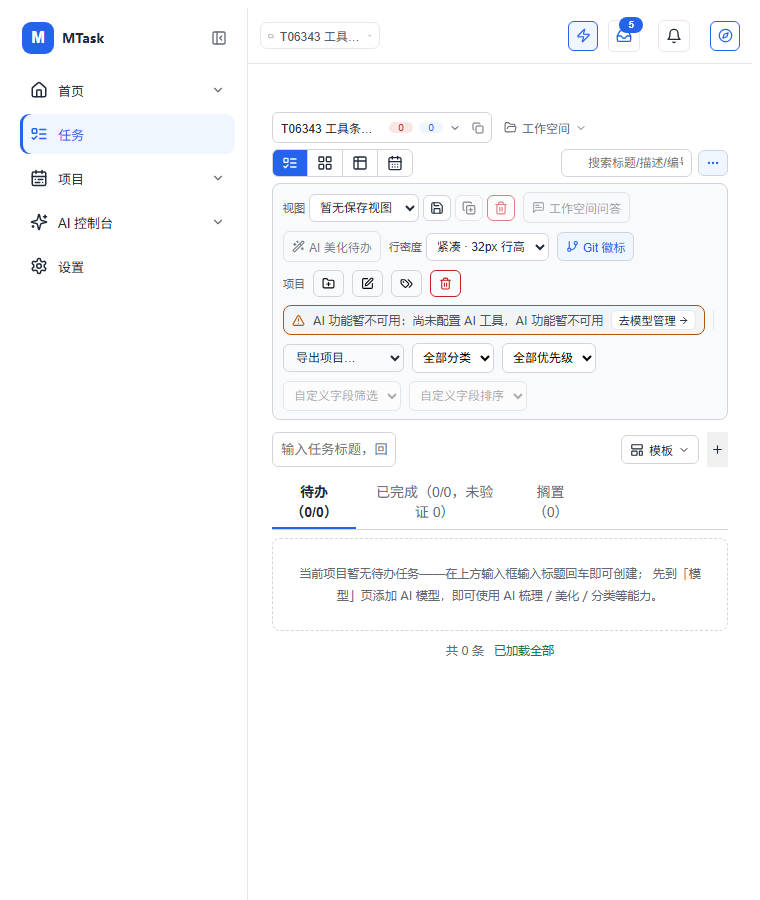 M MTask
T06343 工具…
5
首页
任务
项目
AI 控制台
设置
T06343 工具条… 0 0
工作空间
搜索标题/描述/编号
视图 暂无保存视图 工作空间问答
AI 美化待办 行密度 紧凑 · 32px 行高 Git 徽标
项目
AI 功能暂不可用：尚未配置 AI 工具，AI 功能暂不可用 去模型管理
导出项目… 全部分类 全部优先级
自定义字段筛选 自定义字段排序
输入任务标题，回
模板
待办（0/0） 已完成（0/0，未验证 0） 搁置（0）
当前项目暂无待办任务——在上方输入框输入标题回车即可创建； 先到「模
型」页添加 AI 模型，即可使用 AI 梳理 / 美化 / 分类等能力。
共 0 条 已加载全部